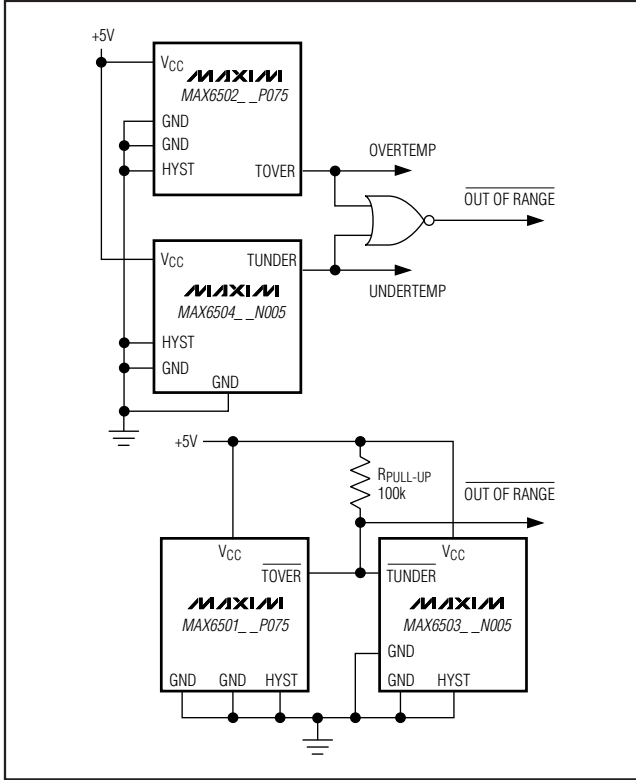 +5V
VCC
MAXIM
MAX6502_ _P075
GND
GND
HYST
TOVER
OVERTEMP
OUT OF RANGE
VCC
TUNDER
MAXIM
MAX6504_ _N005
UNDERTEMP
HYST
GND
GND
+5V
RPULL-UP
100k
OUT OF RANGE
VCC
TOVER
MAXIM
MAX6501_ _P075
GND GND HYST
VCC
TUNDER
MAXIM
MAX6503_ _N005
GND
GND HYST